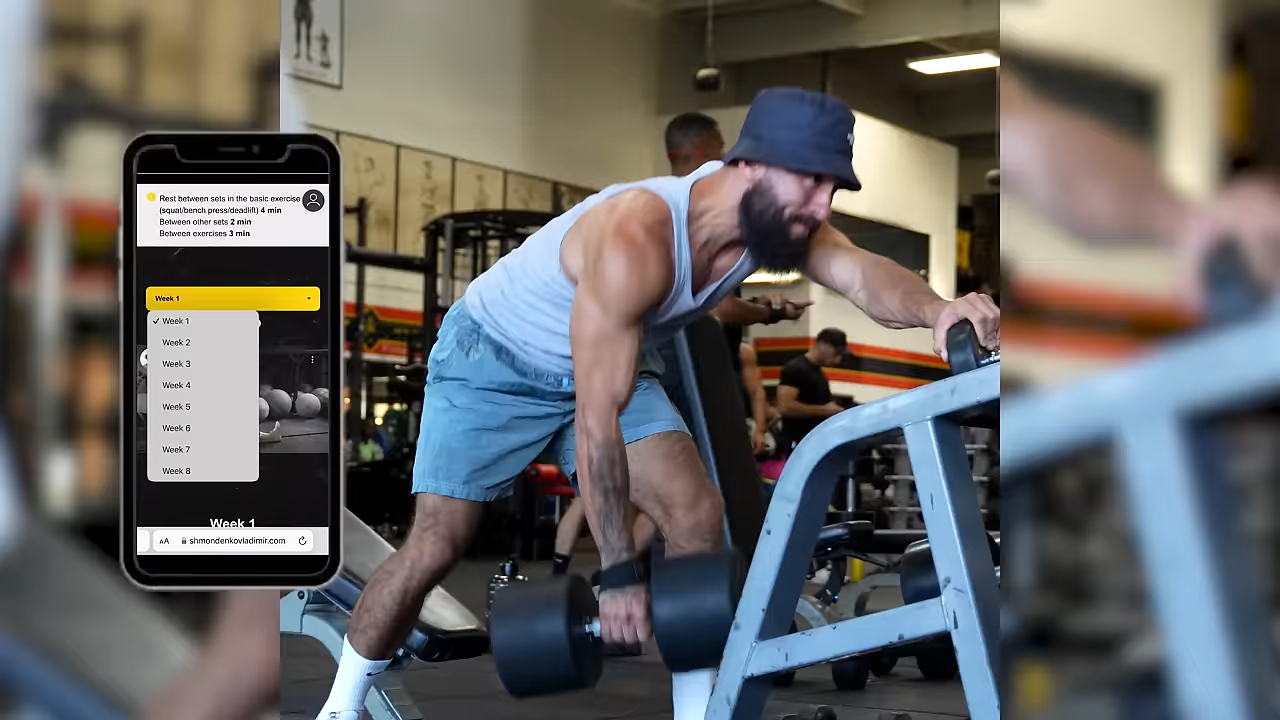 Rest between sets in the basic exercise
(squal/bench press/deadlift) 4 min
Between other sets 2 min
Between exercises 3 min
Week 1
✓ Week 1
Week 2
Week 3
Week 4
Week 5
Week 6
Week 7
Week 8
Week 1
AA shmondenkovladimir.com